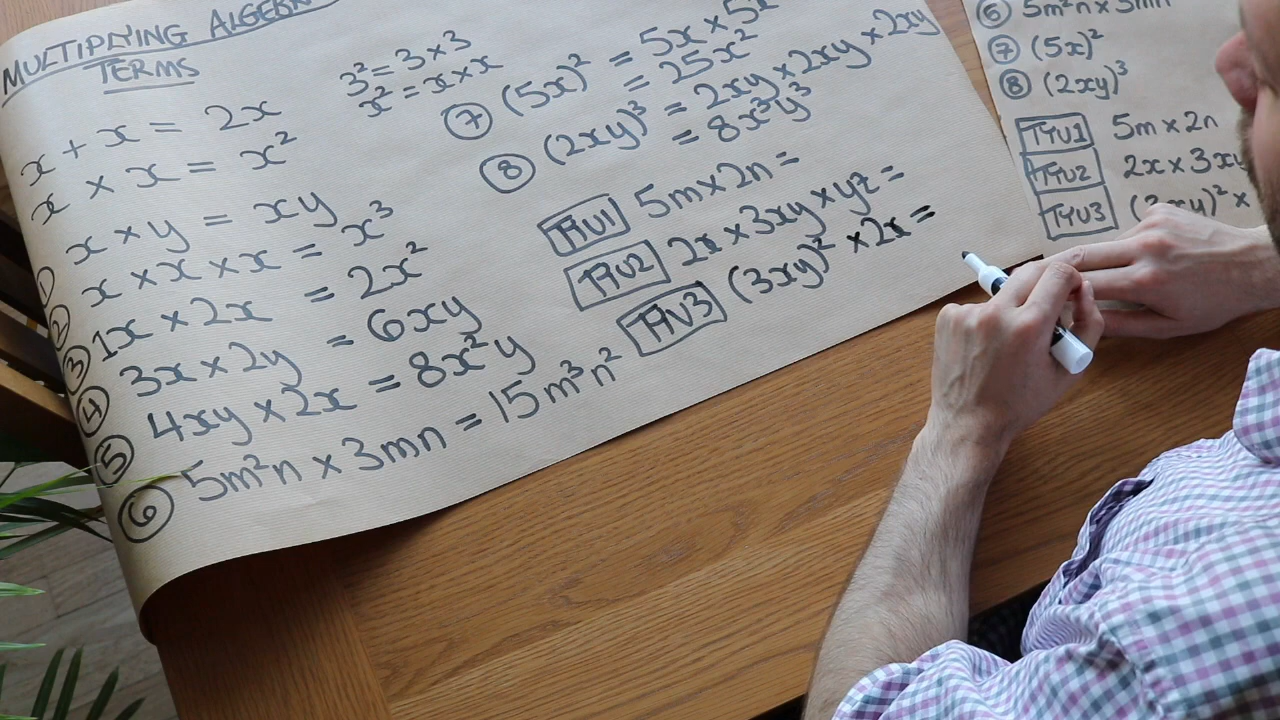 MULTIPLYING ALGEBRA
TERMS
x + x = 2x
x × x = x²
3² = 3 × 3
x² = x × x
① x × y = xy
② x × x × x = x³
③ 1x × 2x = 2x²
④ 3x × 2y = 6xy
⑤ 4xy × 2x = 8x²y
⑥ 5m²n × 3mn = 15m³n²
⑦ (5x)² = 5x × 5x
= 25x²
⑧ (2xy)³ = 2xy × 2xy × 2xy
= 8x³y³
TYU1 5m × 2n =
TYU2 2x × 3xy × yz =
TYU3 (3xy)² × 2x =
⑥ 5m²n × 3mn
⑦ (5x)²
⑧ (2xy)³
TYU1 5m × 2n
TYU2 2x × 3xy
TYU3 (3xy)² ×